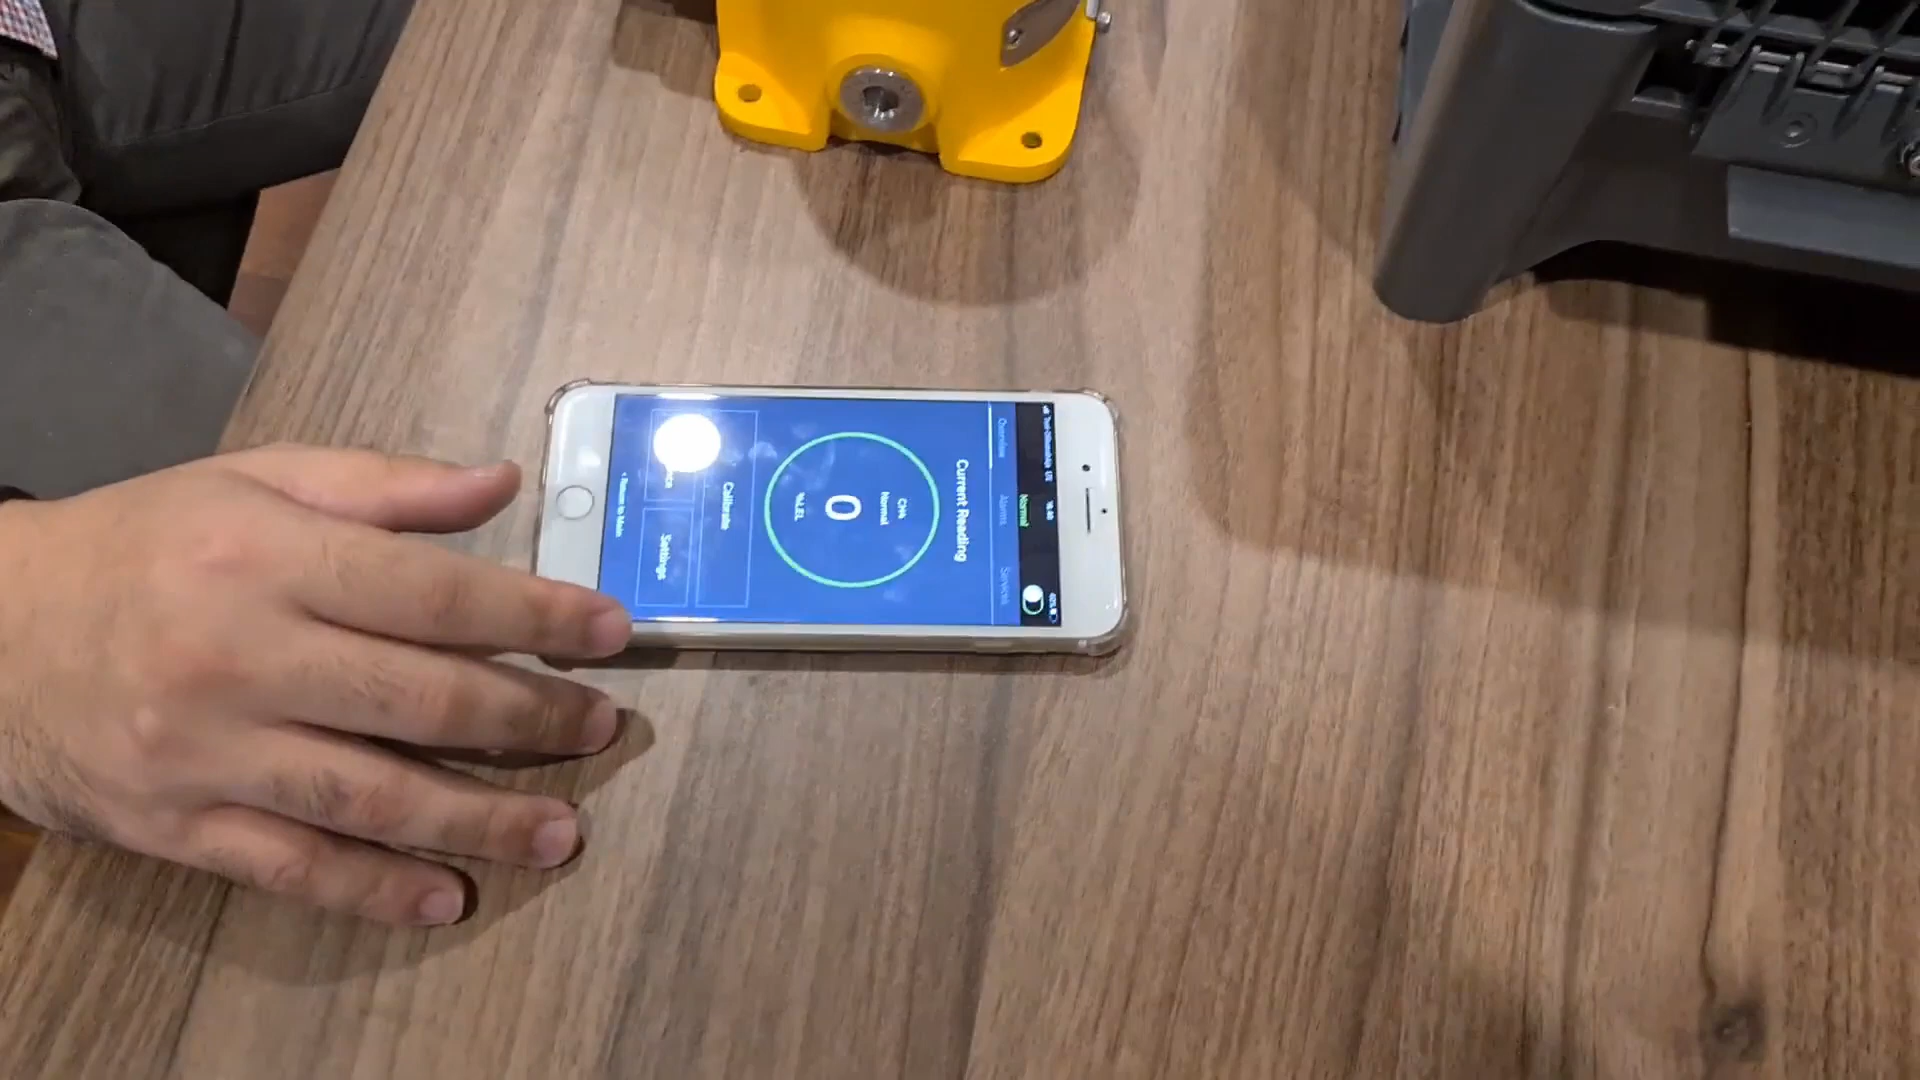 Normal
Overview
Alarms
Services
Current Reading
CH4
Normal
0
%LEL
Calibrate
Settings
< Return to Main